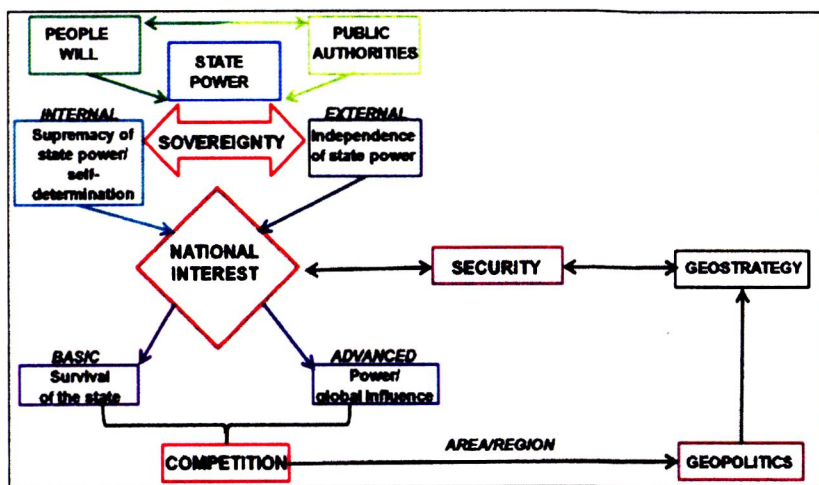 PEOPLE
WILL
PUBLIC
AUTHORITIES
STATE
POWER
INTERNAL
EXTERNAL
Supremacy of
state power/
self-
determination
SOVEREIGNTY
Independence
of state power
NATIONAL
INTEREST
SECURITY
GEOSTRATEGY
BASIC
ADVANCED
Survival
of the state
Power/
global influence
COMPETITION
AREA/REGION
GEOPOLITICS